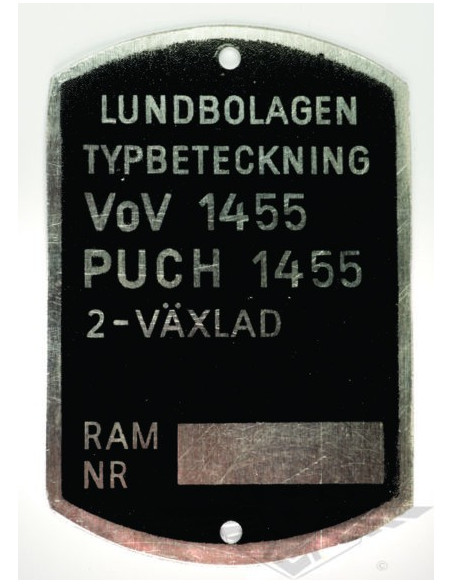 LUNDBOLAGEN
TYPBETECKNING
VoV 1455
PUCH 1455
2-VÄXLAD
RAM
NR
©